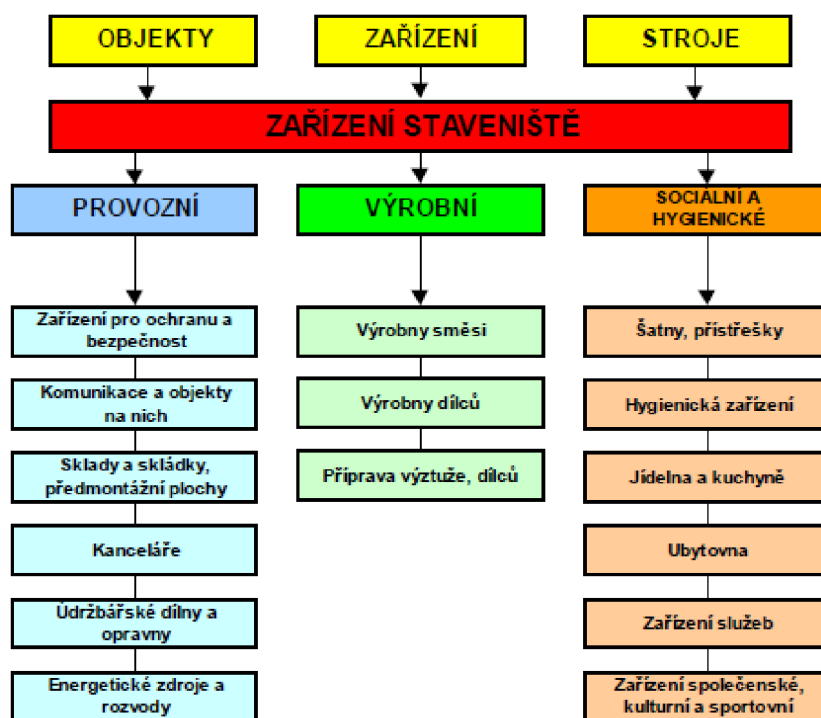 OBJEKTY
ZAŘÍZENÍ
STROJE
ZAŘÍZENÍ STAVENIŠTĚ
PROVOZNÍ
VÝROBNÍ
SOCIÁLNÍ A
HYGIENICKÉ
Zařízení pro ochranu a
bezpečnost
Komunikace a objekty
na nich
Sklady a skládky,
předmontážní plochy
Kanceláře
Údržbářské dílny a
opravny
Energetické zdroje a
rozvody
Výrobny směsi
Výrobny dílců
Příprava výztuže, dílců
Šatny, přístřešky
Hygienická zařízení
Jídelna a kuchyně
Ubytovna
Zařízení služeb
Zařízení společenské,
kulturní a sportovní